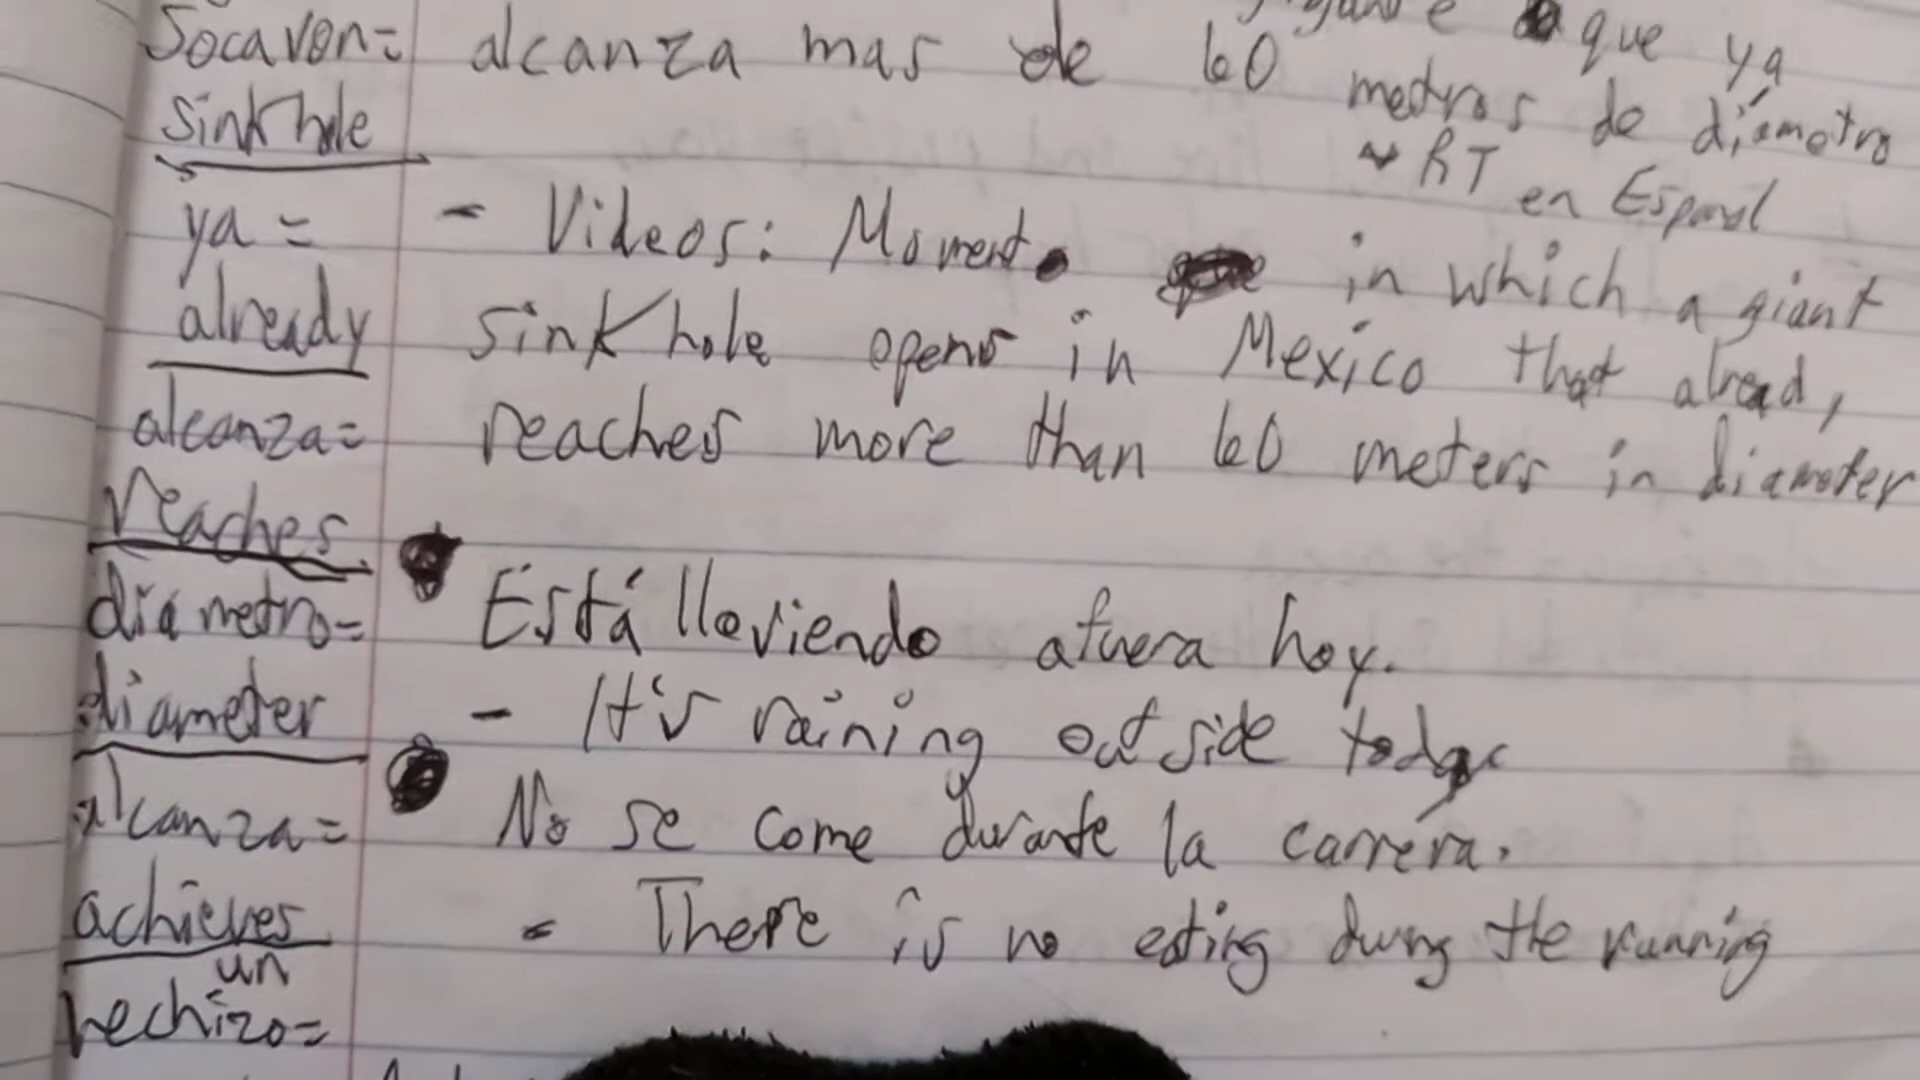 Socavon=
sinkhole
ya =
already
alcanza=
reaches
diámetro=
diameter
alcanza=
achieves
un
hechizo=
que ya
alcanza mas de 60 metros de diámetro
~ RT en Español
- Videos: Moment in which a giant
sinkhole opens in Mexico that already
reaches more than 60 meters in diameter
Está lloviendo afuera hoy.
- It's raining outside today
No se come durante la carrera.
- There is no eating during the running